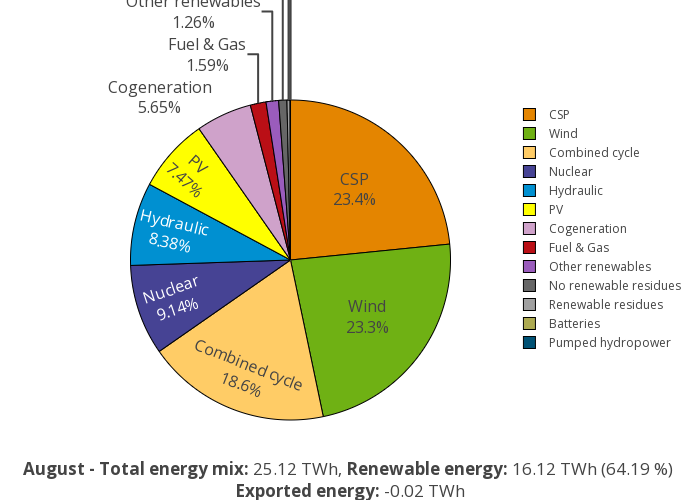 Other renewables
1.26%
Fuel & Gas
1.59%
Cogeneration
5.65%
PV
7.47%
CSP
23.4%
Hydraulic
8.38%
Nuclear
9.14%
Wind
23.3%
Combined cycle
18.6%
CSP
Wind
Combined cycle
Nuclear
Hydraulic
PV
Cogeneration
Fuel & Gas
Other renewables
No renewable residues
Renewable residues
Batteries
Pumped hydropower
August - Total energy mix: 25.12 TWh, Renewable energy: 16.12 TWh (64.19 %)
Exported energy: -0.02 TWh